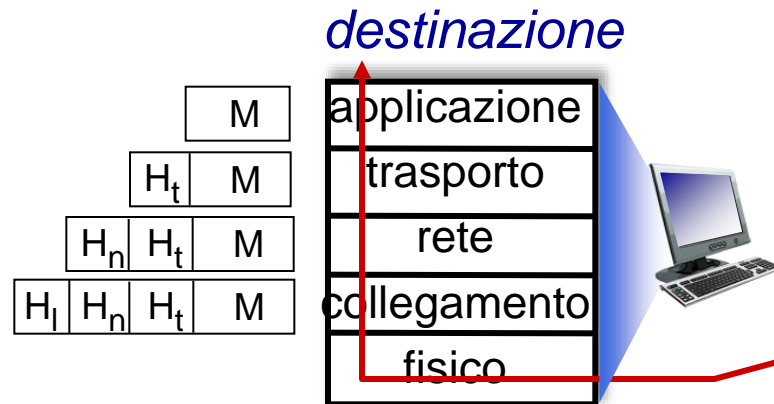 destinazione
M applicazione
Ht M trasporto
Hn Ht M rete
Hl Hn Ht M collegamento
fisico